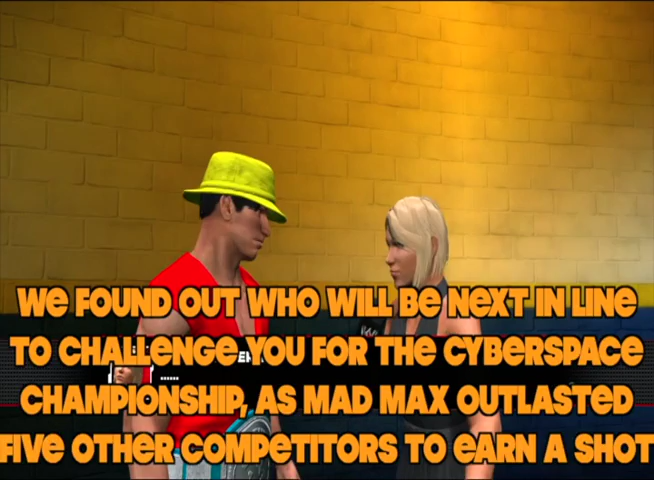 WE FOUND OUT WHO WILL BE NEXT IN LINE
TO CHALLENGE YOU FOR THE CYBERSPACE
CHAMPIONSHIP, AS MAD MAX OUTLASTED
FIVE OTHER COMPETITORS TO EARN A SHOT
......